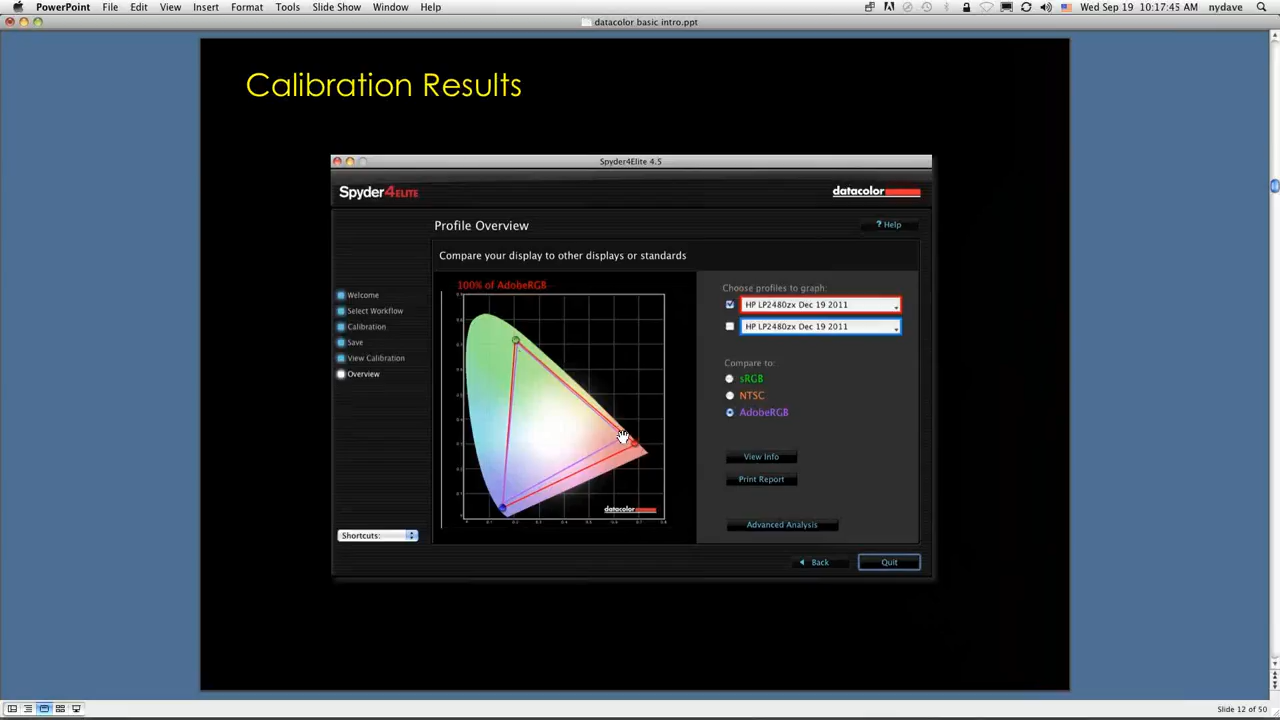 PowerPoint File Edit View Insert Format Tools Slide Show Window Help Wed Sep 19 10:17:45 AM nydave
datacolor basic intro.ppt
Calibration Results
Spyder4Elite 4.5
Spyder4ELITE datacolor
Profile Overview ? Help
Compare your display to other displays or standards
100% of AdobeRGB
Choose profiles to graph:
HP LP2480zx Dec 19 2011
HP LP2480zx Dec 19 2011
Welcome
Select Workflow
Calibration
Save
View Calibration
Overview
Compare to:
sRGB
NTSC
AdobeRGB
View Info
Print Report
datacolor
Advanced Analysis
Shortcuts:
Back Quit
Slide 12 of 50